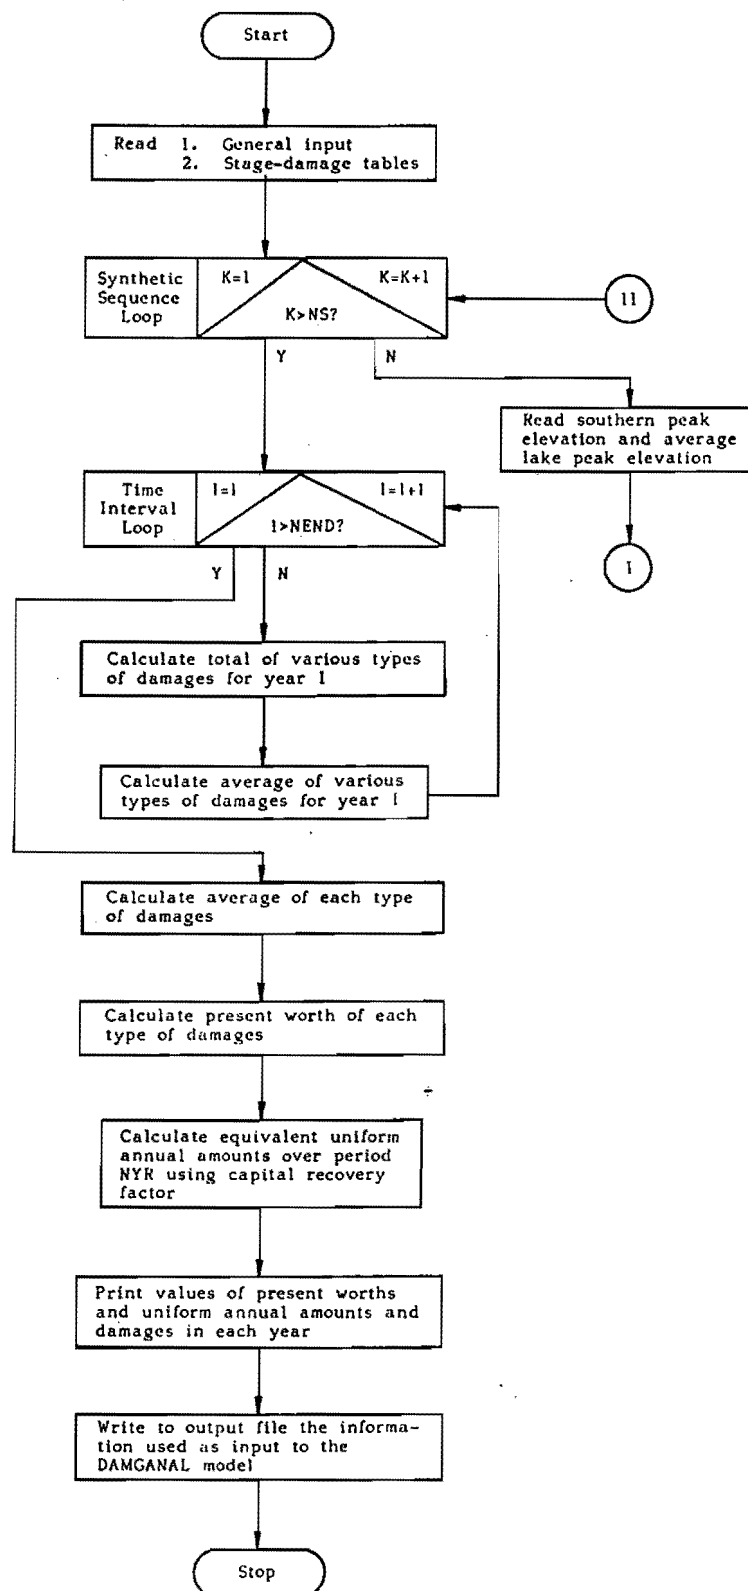 Start
Read 1. General input
2. Stage-damage tables
Synthetic
Sequence
Loop
K=1
K=K+1
K>NS?
11
Y
N
Read southern peak
elevation and average
lake peak elevation
I
Time
Interval
Loop
I=1
I=I+1
I>NEND?
Y
N
Calculate total of various types
of damages for year I
Calculate average of various
types of damages for year I
Calculate average of each type
of damages
Calculate present worth of each
type of damages
Calculate equivalent uniform
annual amounts over period
NYR using capital recovery
factor
Print values of present worths
and uniform annual amounts and
damages in each year
Write to output file the informa-
tion used as input to the
DAMGANAL model
Stop